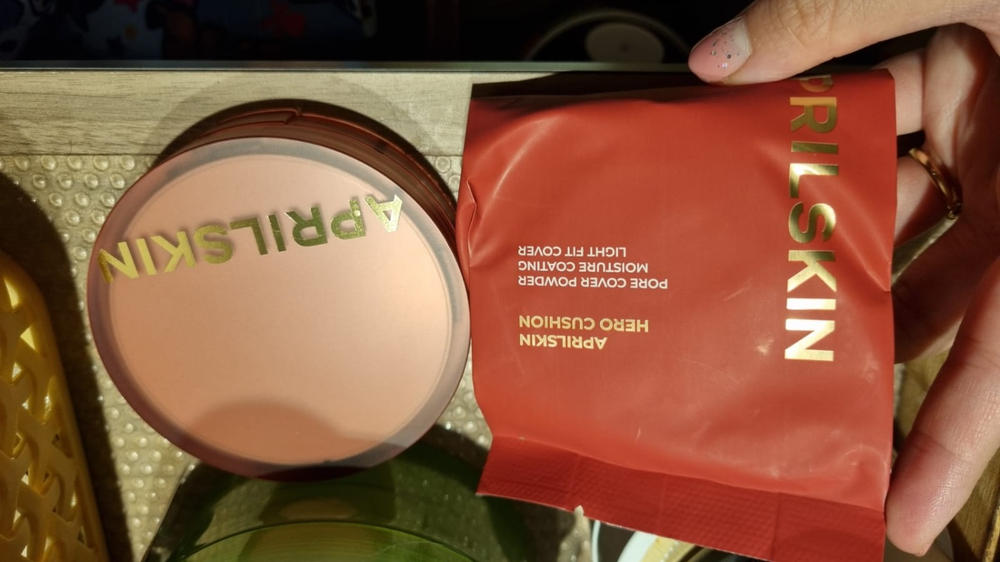 APRILSKIN
PRILSKIN
APRILSKIN
HERO CUSHION
PORE COVER POWDER
MOISTURE COATING
LIGHT FIT COVER